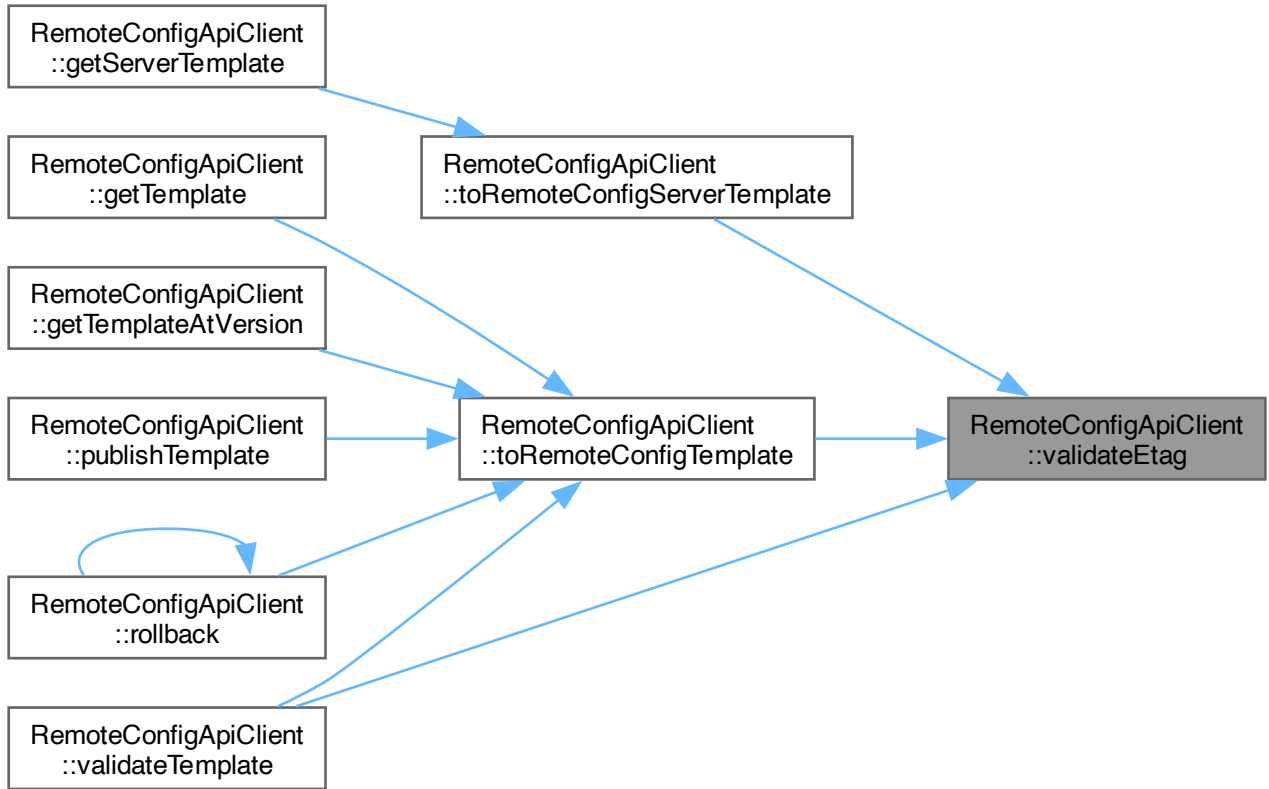 RemoteConfigApiClient
::getServerTemplate
RemoteConfigApiClient
::getTemplate
RemoteConfigApiClient
::toRemoteConfigServerTemplate
RemoteConfigApiClient
::getTemplateAtVersion
RemoteConfigApiClient
::publishTemplate
RemoteConfigApiClient
::toRemoteConfigTemplate
RemoteConfigApiClient
::validateEtag
RemoteConfigApiClient
::rollback
RemoteConfigApiClient
::validateTemplate